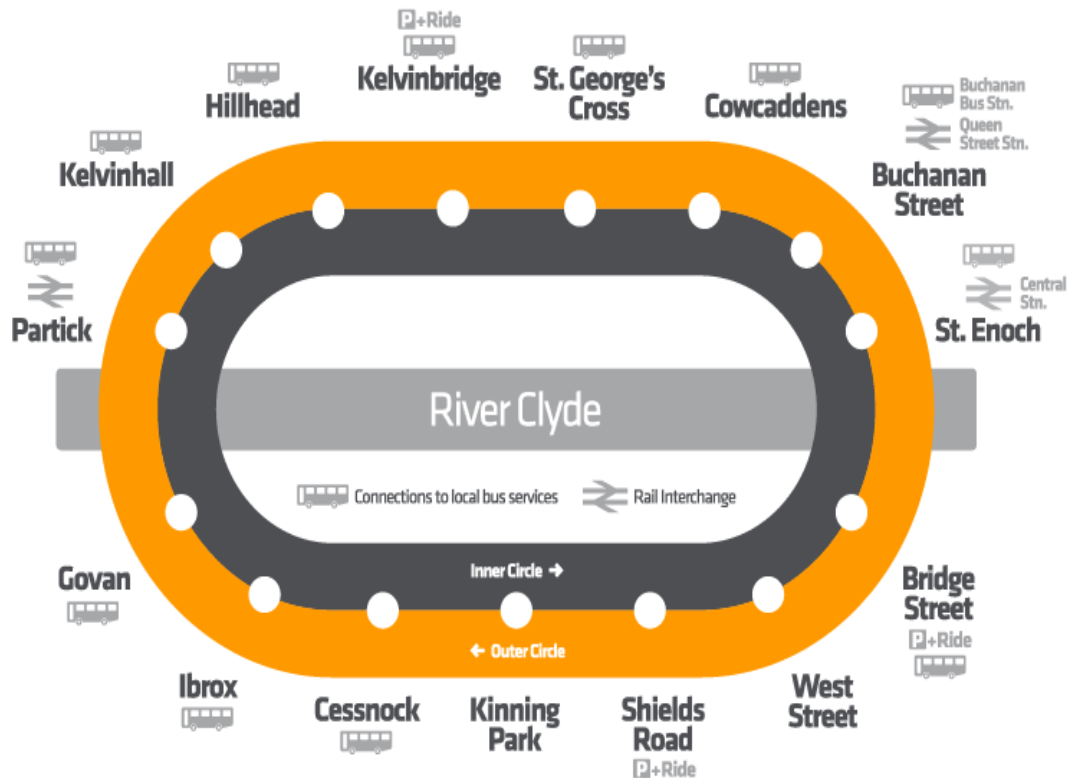 P+Ride
Kelvinbridge
St. George's
Cross
Hillhead
Cowcaddens
Buchanan
Bus Stn.
Queen
Street Stn.
Kelvinhall
Buchanan
Street
Partick
Central
Stn.
St. Enoch
River Clyde
Connections to local bus services
Rail Interchange
Inner Circle →
← Outer Circle
Govan
Bridge
Street
P+Ride
Ibrox
Cessnock
Kinning
Park
Shields
Road
P+Ride
West
Street